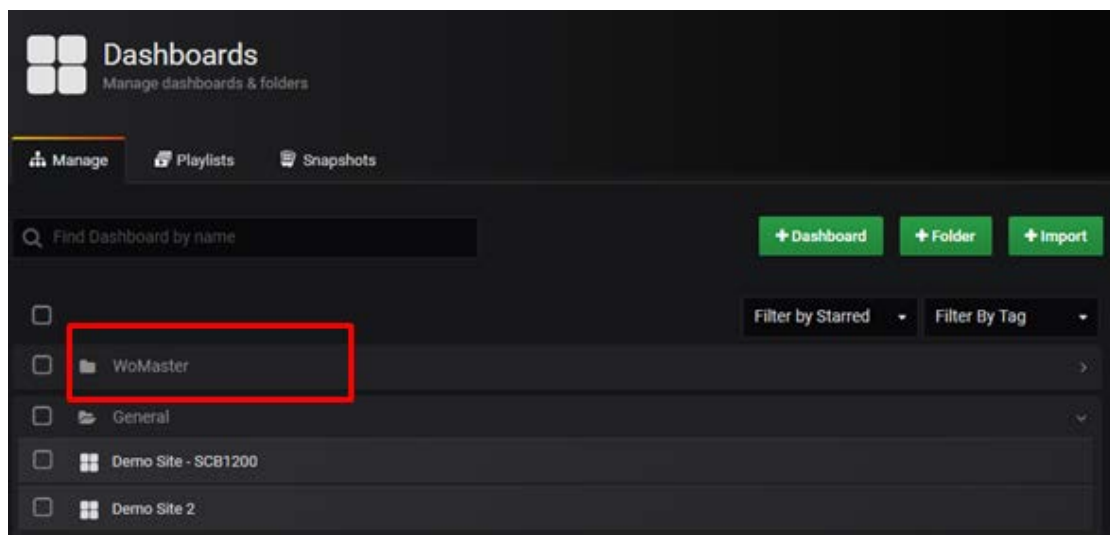 Dashboards
Manage dashboards & folders
Manage Playlists Snapshots
Find Dashboard by name +Dashboard +Folder +Import
Filter by Starred Filter By Tag
WoMaster
General
Demo Site - SCB1200
Demo Site 2